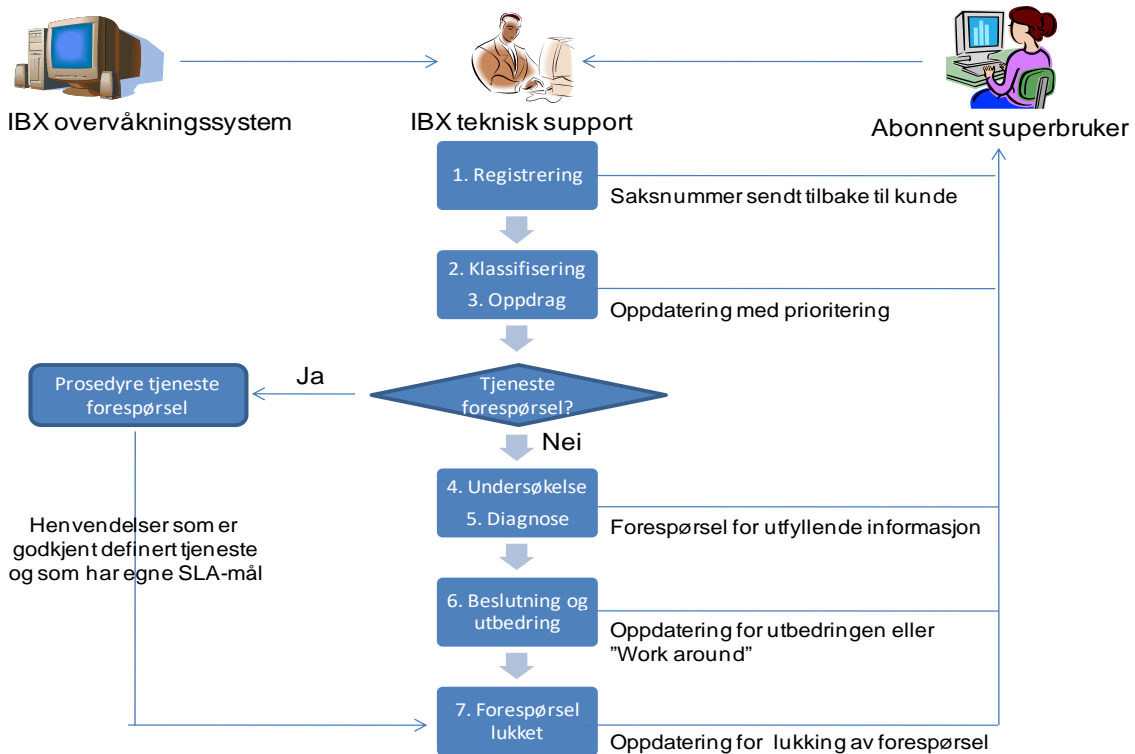 IBX overvåkningssystem
IBX teknisk support
Abonnent superbruker
1. Registrering
Saksnummer sendt tilbake til kunde
2. Klassifisering
3. Oppdrag
Oppdatering med prioritering
Tjeneste
forespørsel?
Ja
Prosedyre tjeneste
forespørsel
Nei
4. Undersøkelse
5. Diagnose
Forespørsel for utfyllende informasjon
Henvendelser som er
godkjent definert tjeneste
og som har egne SLA-mål
6. Beslutning og
utbedring
Oppdatering for utbedringen eller
”Work around”
7. Forespørsel
lukket
Oppdatering for lukking av forespørsel